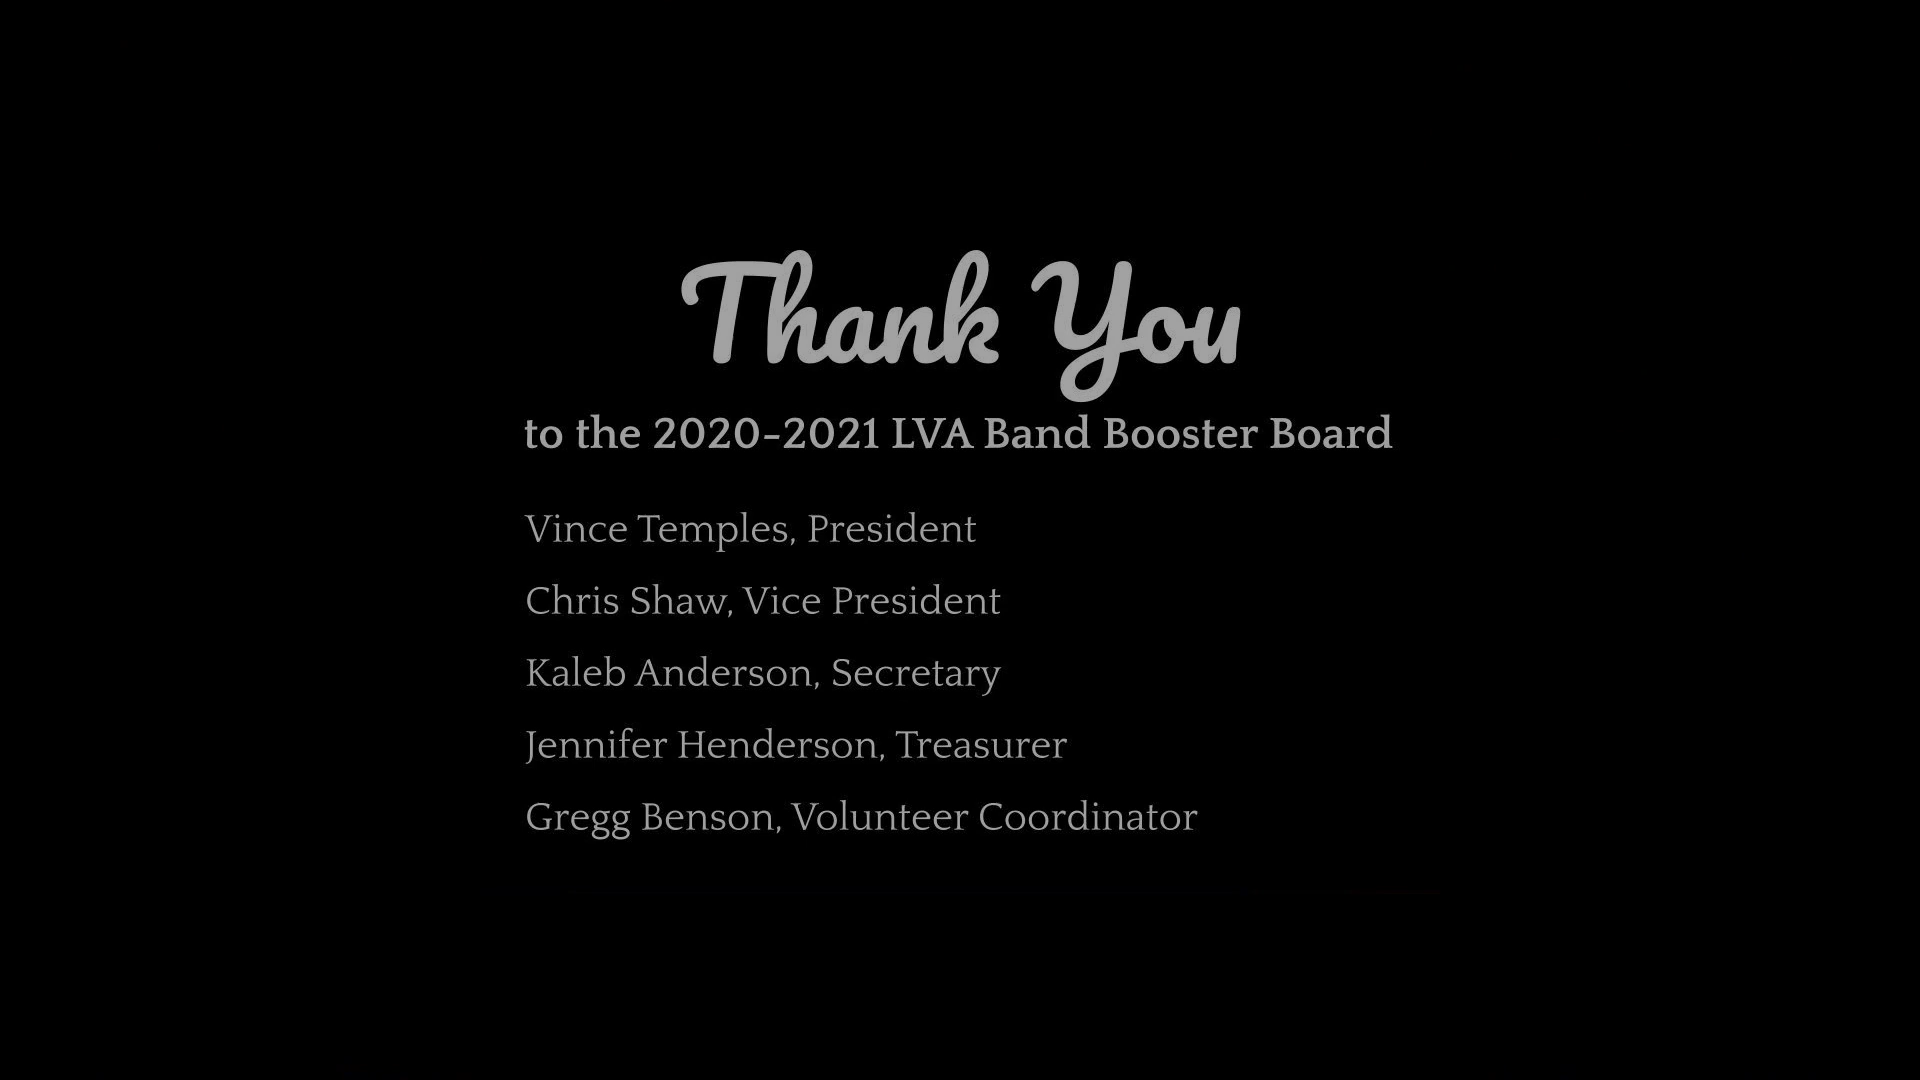 Thank You
to the 2020-2021 LVA Band Booster Board
Vince Temples, President
Chris Shaw, Vice President
Kaleb Anderson, Secretary
Jennifer Henderson, Treasurer
Gregg Benson, Volunteer Coordinator